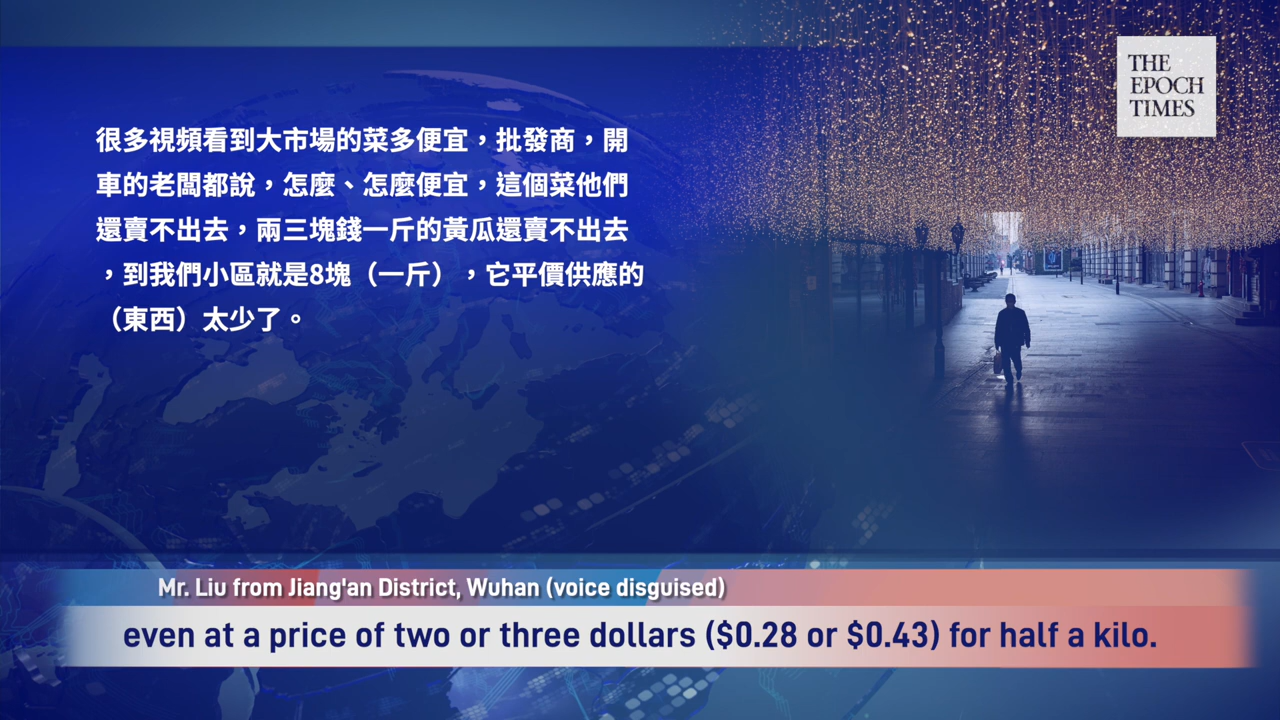 THE
EPOCH
TIMES
很多視頻看到大市場的菜多便宜，批發商，開
車的老闆都說，怎麼、怎麼便宜，這個菜他們
還賣不出去，兩三塊錢一斤的黃瓜還賣不出去
，到我們小區就是8塊（一斤），它平價供應的
（東西）太少了。
Mr. Liu from Jiang'an District, Wuhan (voice disguised)
even at a price of two or three dollars ($0.28 or $0.43) for half a kilo.